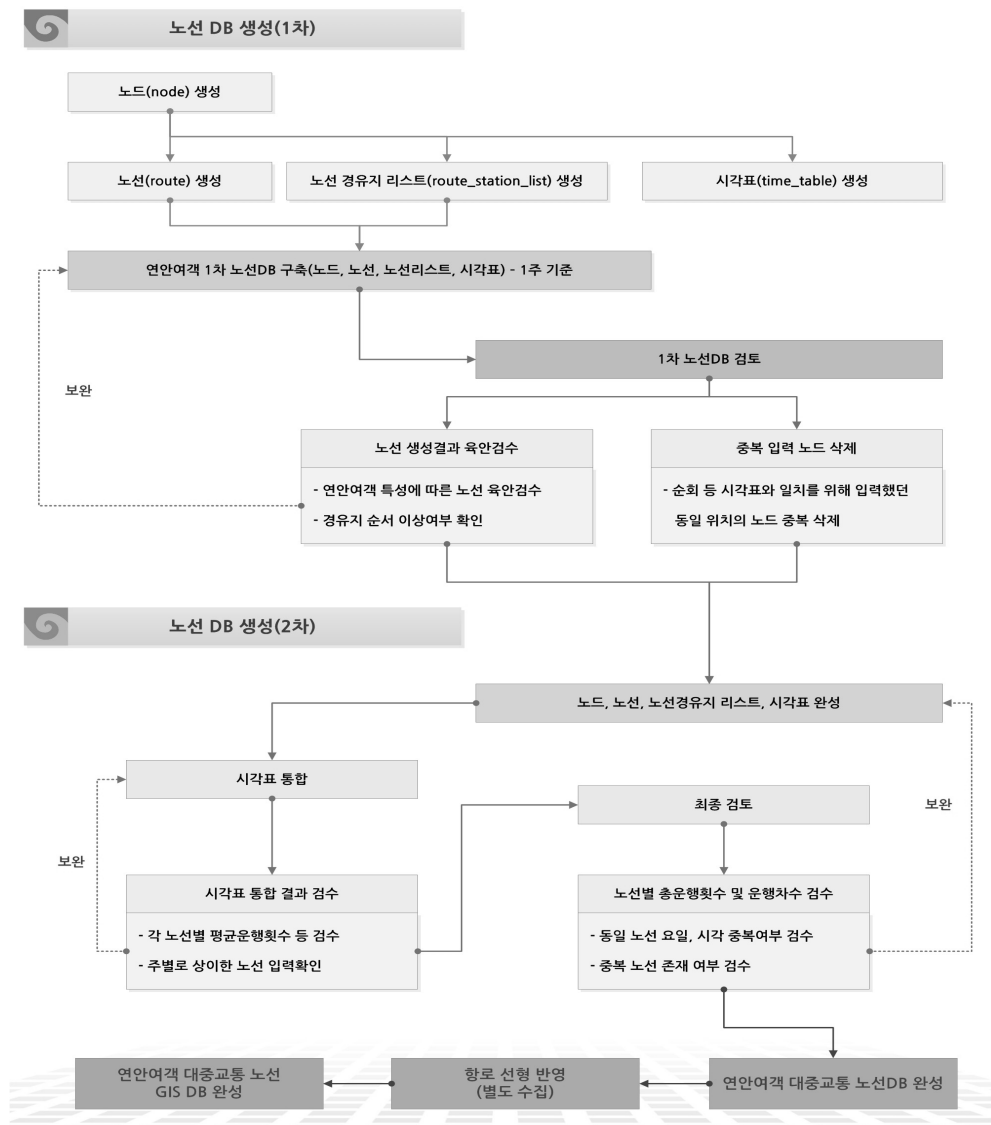 노선 DB 생성(1차)
노드(node) 생성
노선(route) 생성
노선 경유지 리스트(route_station_list) 생성
시각표(time_table) 생성
연안여객 1차 노선DB 구축(노드, 노선, 노선리스트, 시각표) - 1주 기준
1차 노선DB 검토
보완
노선 생성결과 육안검수
- 연안여객 특성에 따른 노선 육안검수
- 경유지 순서 이상여부 확인
중복 입력 노드 삭제
- 순회 등 시각표와 일치를 위해 입력했던
동일 위치의 노드 중복 삭제
노선 DB 생성(2차)
노드, 노선, 노선경유지 리스트, 시각표 완성
시각표 통합
보완
시각표 통합 결과 검수
- 각 노선별 평균운행횟수 등 검수
- 주별로 상이한 노선 입력확인
최종 검토
보완
노선별 총운행횟수 및 운행차수 검수
- 동일 노선 요일, 시각 중복여부 검수
- 중복 노선 존재 여부 검수
연안여객 대중교통 노선
GIS DB 완성
항로 선형 반영
(별도 수집)
연안여객 대중교통 노선DB 완성